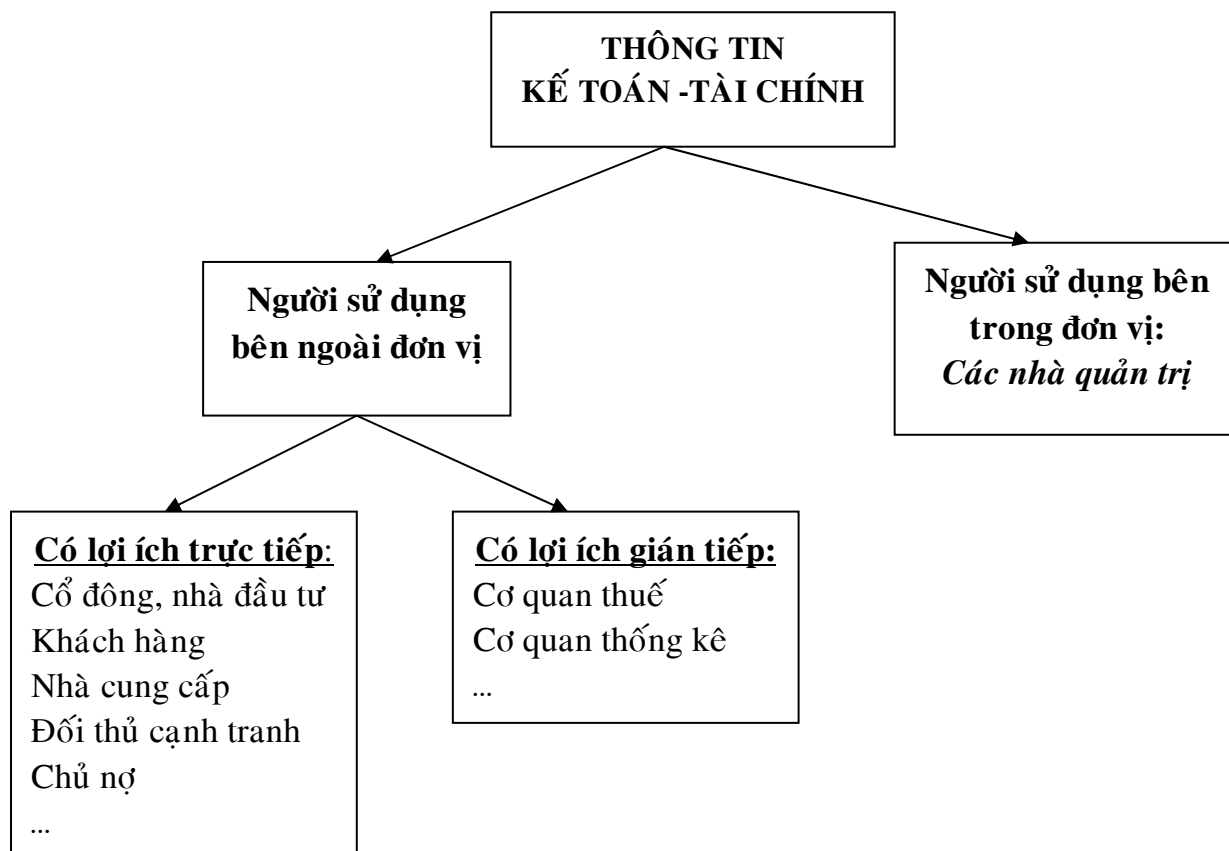 THÔNG TIN
KẾ TOÁN -TÀI CHÍNH
Người sử dụng
bên ngoài đơn vị
Người sử dụng bên
trong đơn vị:
Các nhà quản trị
Có lợi ích trực tiếp:
Cổ đông, nhà đầu tư
Khách hàng
Nhà cung cấp
Đối thủ cạnh tranh
Chủ nợ
...
Có lợi ích gián tiếp:
Cơ quan thuế
Cơ quan thống kê
...